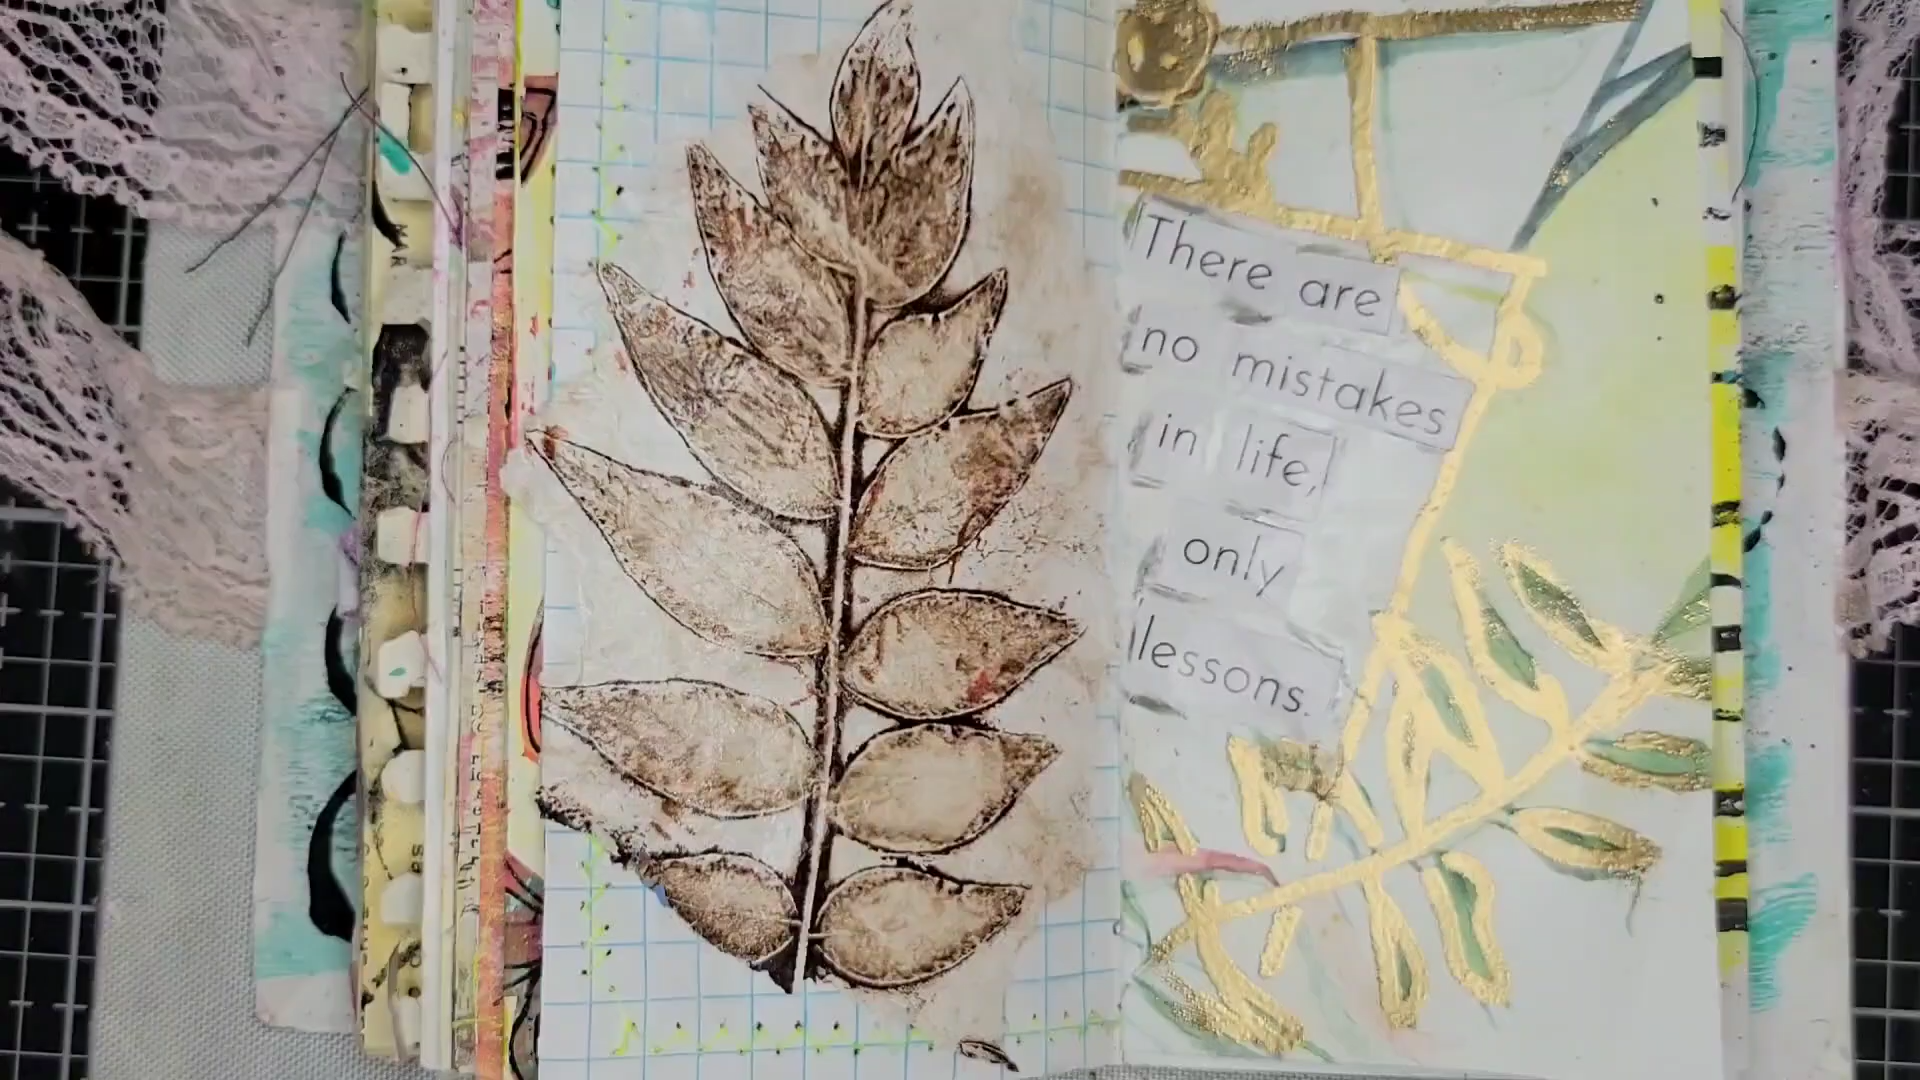 There are
no mistakes
in life,
only
lessons.